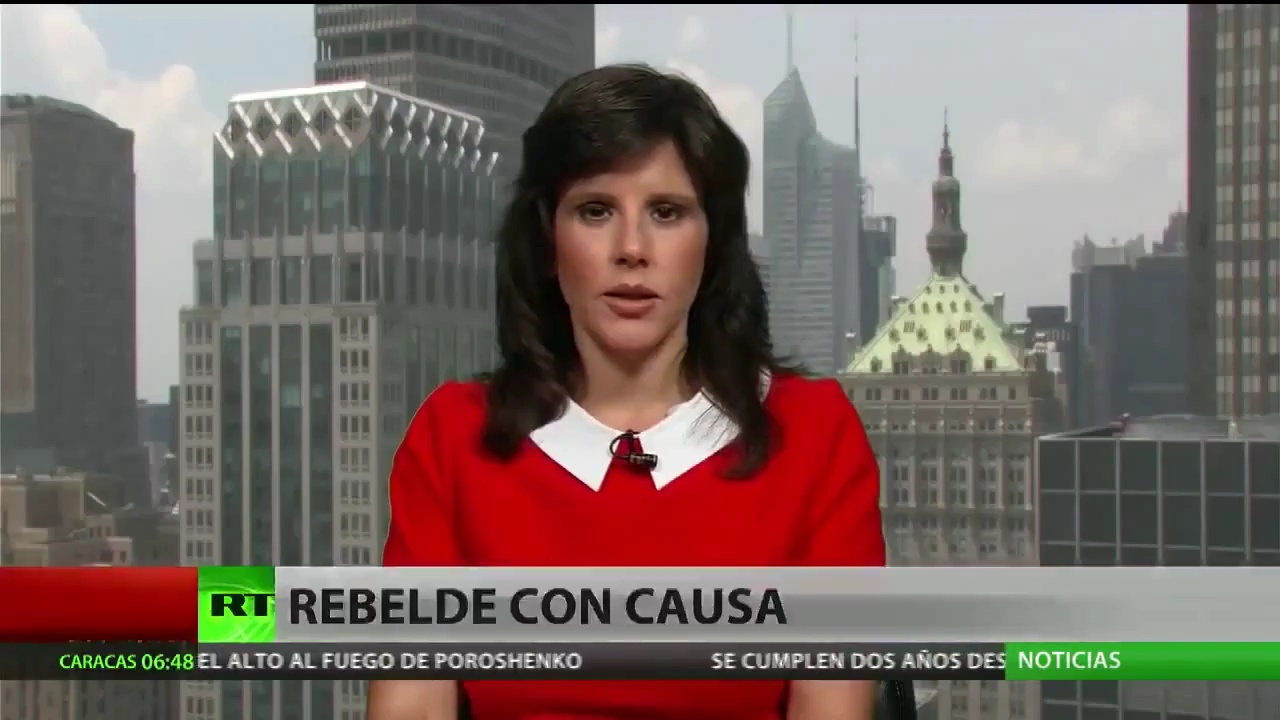 RT REBELDE CON CAUSA
CARACAS 06:48 EL ALTO AL FUEGO DE POROSHENKO SE CUMPLEN DOS AÑOS DES NOTICIAS